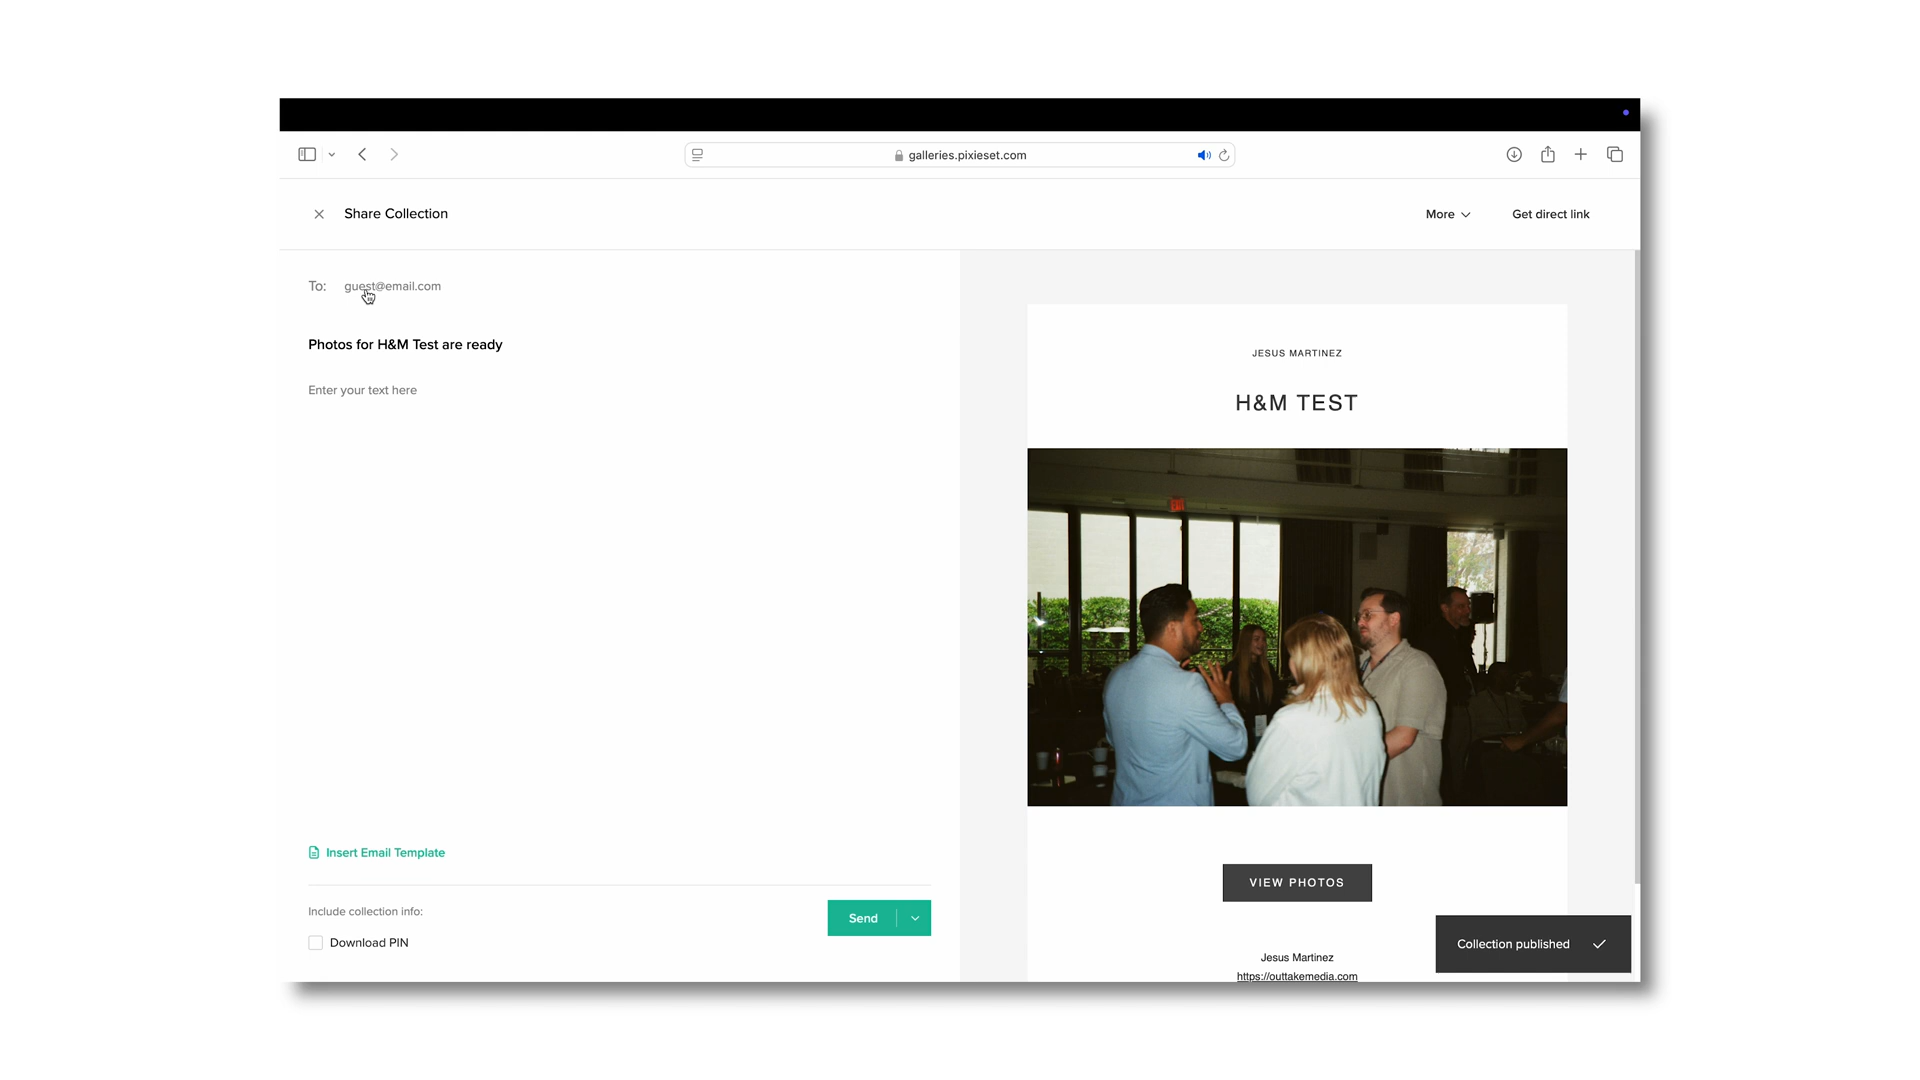 galleries.pixieset.com
Share Collection
More
Get direct link
To: guest@email.com
Photos for H&M Test are ready
Enter your text here
Insert Email Template
Include collection info:
Download PIN
Send
JESUS MARTINEZ
H&M TEST
VIEW PHOTOS
Jesus Martinez
https://outtakemedia.com
Collection published